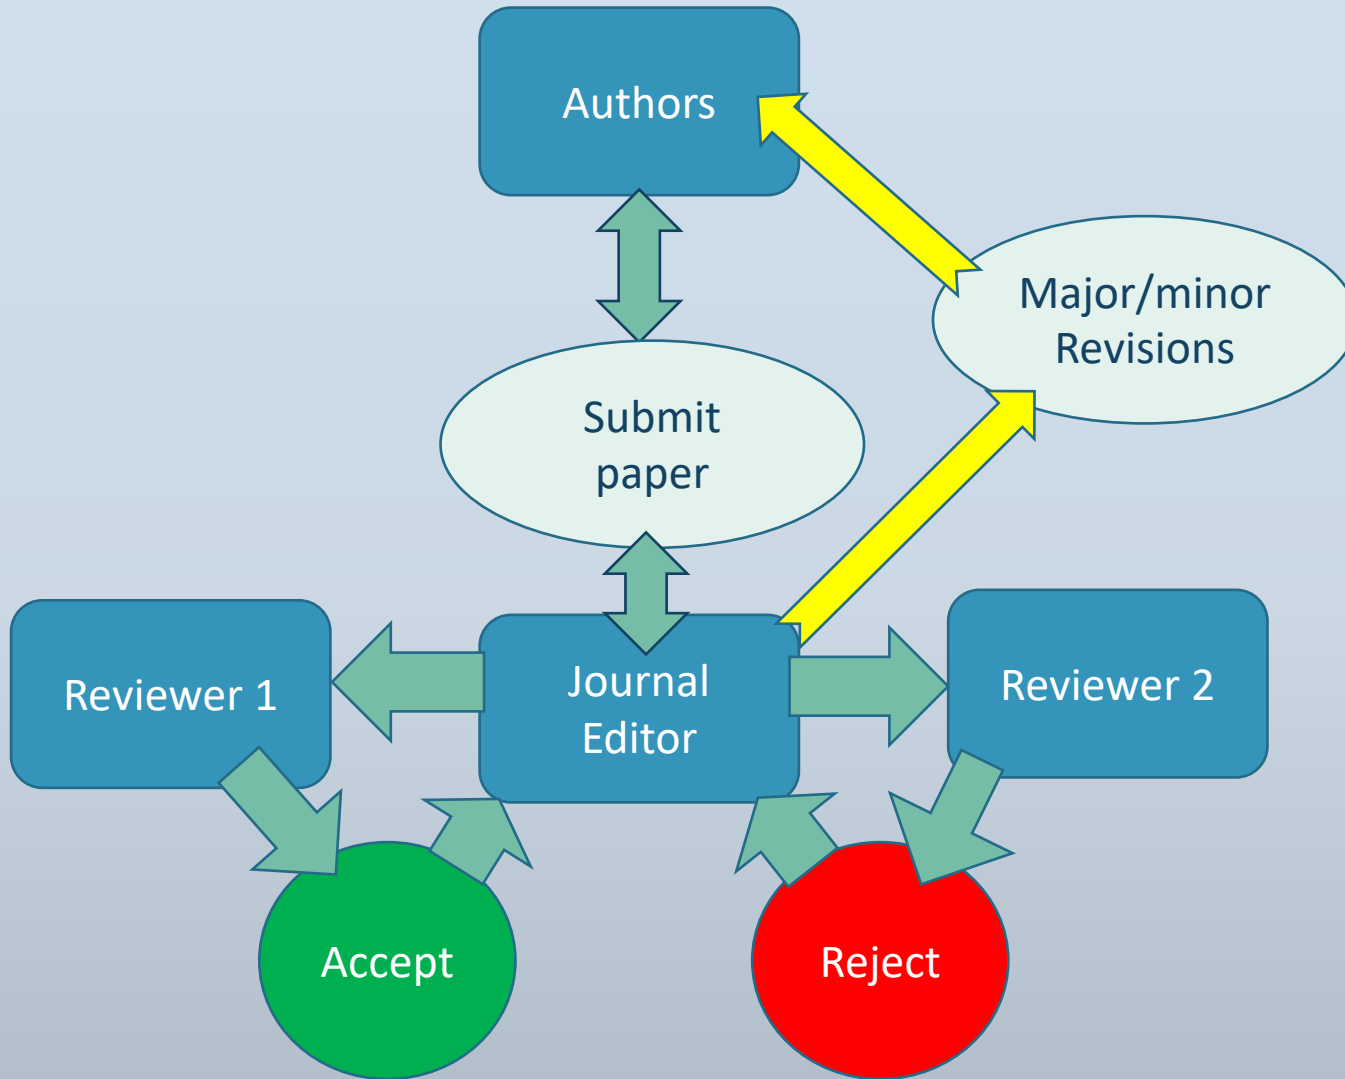 Authors
Major/minor
Revisions
Submit
paper
Reviewer 1
Journal
Editor
Reviewer 2
Accept
Reject